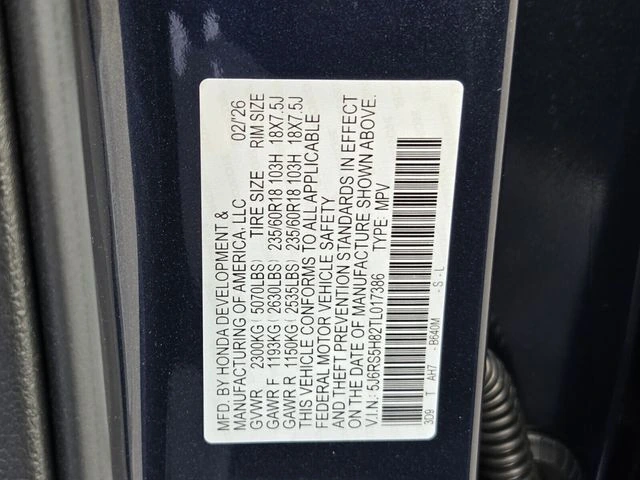 MFD. BY HONDA DEVELOPMENT &
MANUFACTURING OF AMERICA, LLC 02/'26
GVWR 2300KG (5070LBS) TIRE SIZE RIM SIZE
GAWR F 1193KG (2630LBS) 235/60R18 103H 18X7.5J
GAWR R 1150KG (2535LBS) 235/60R18 103H 18X7.5J
THIS VEHICLE CONFORMS TO ALL APPLICABLE
FEDERAL MOTOR VEHICLE SAFETY
AND THEFT PREVENTION STANDARDS IN EFFECT
ON THE DATE OF MANUFACTURE SHOWN ABOVE.
V.I.N.: 5J6RS5H82TL017386 TYPE: MPV
3D9 T AH7 - B640M - S - L